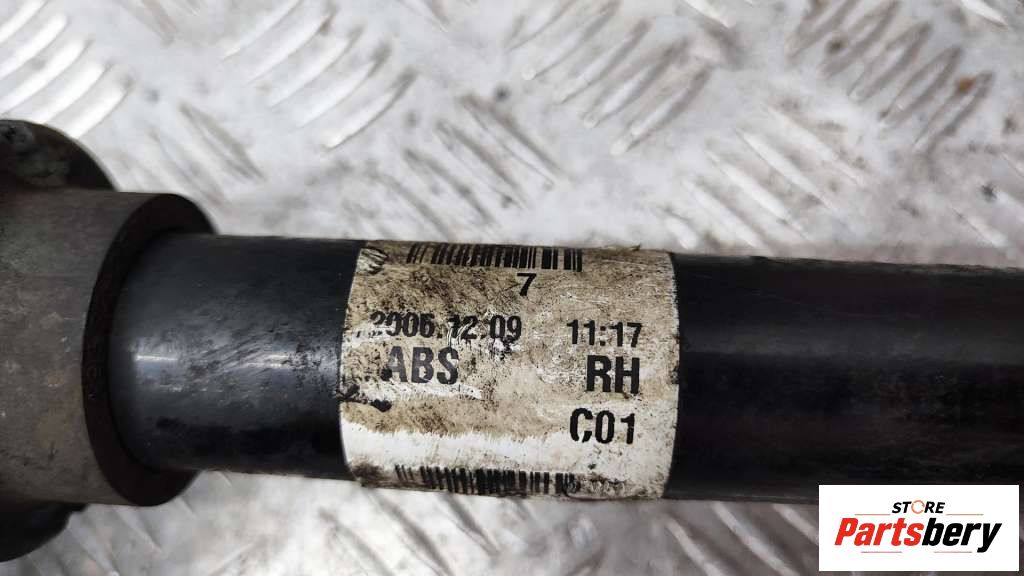 7
2006.12.09 11:17
ABS RH
C01
STORE
Partsbery